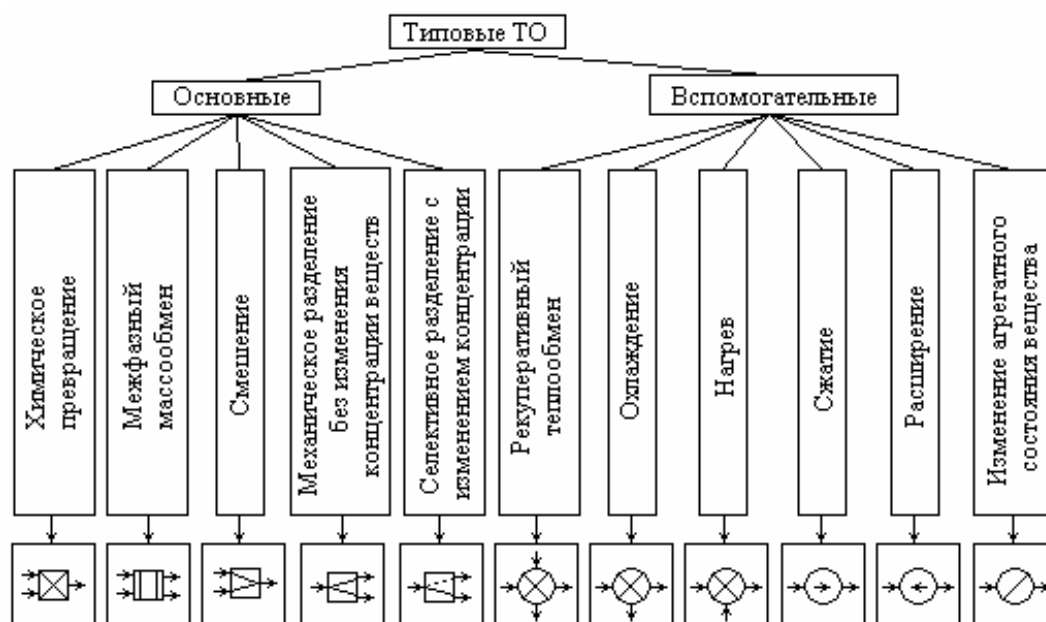 Типовые ТО
Основные
Вспомогательные
Химическое
превращение
Межфазный
массообмен
Смешение
Механическое разделение
без изменения
концентрации веществ
Селективное разделение с
изменением концентрации
Рекуперативный
теплообмен
Охлаждение
Нагрев
Сжатие
Расширение
Изменение агрегатного
состояния вещества